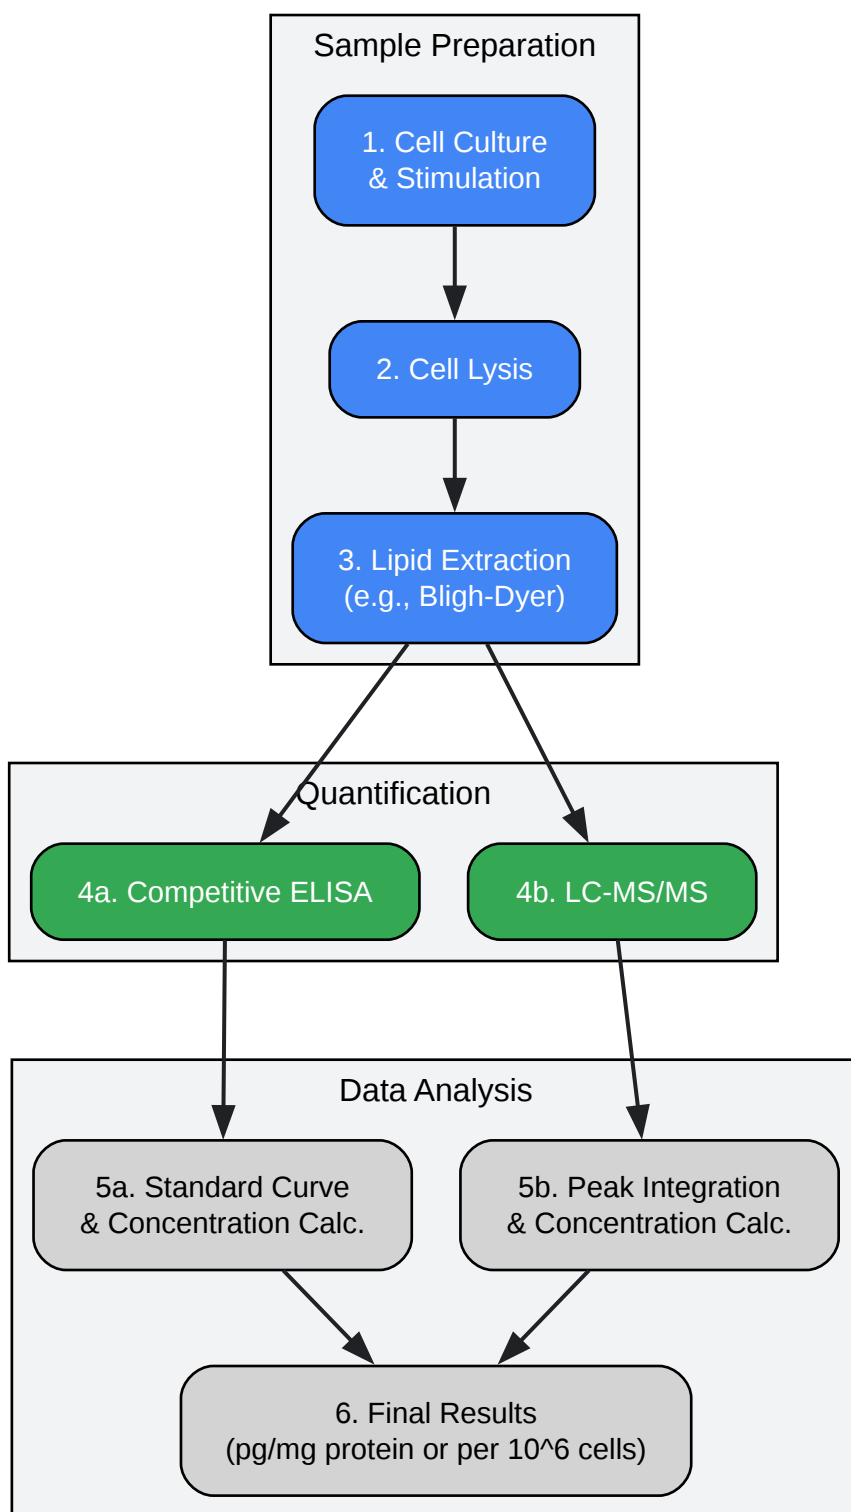 Sample Preparation
1. Cell Culture
& Stimulation
2. Cell Lysis
3. Lipid Extraction
(e.g., Bligh-Dyer)
Quantification
4a. Competitive ELISA
4b. LC-MS/MS
Data Analysis
5a. Standard Curve
& Concentration Calc.
5b. Peak Integration
& Concentration Calc.
6. Final Results
(pg/mg protein or per 10^6 cells)